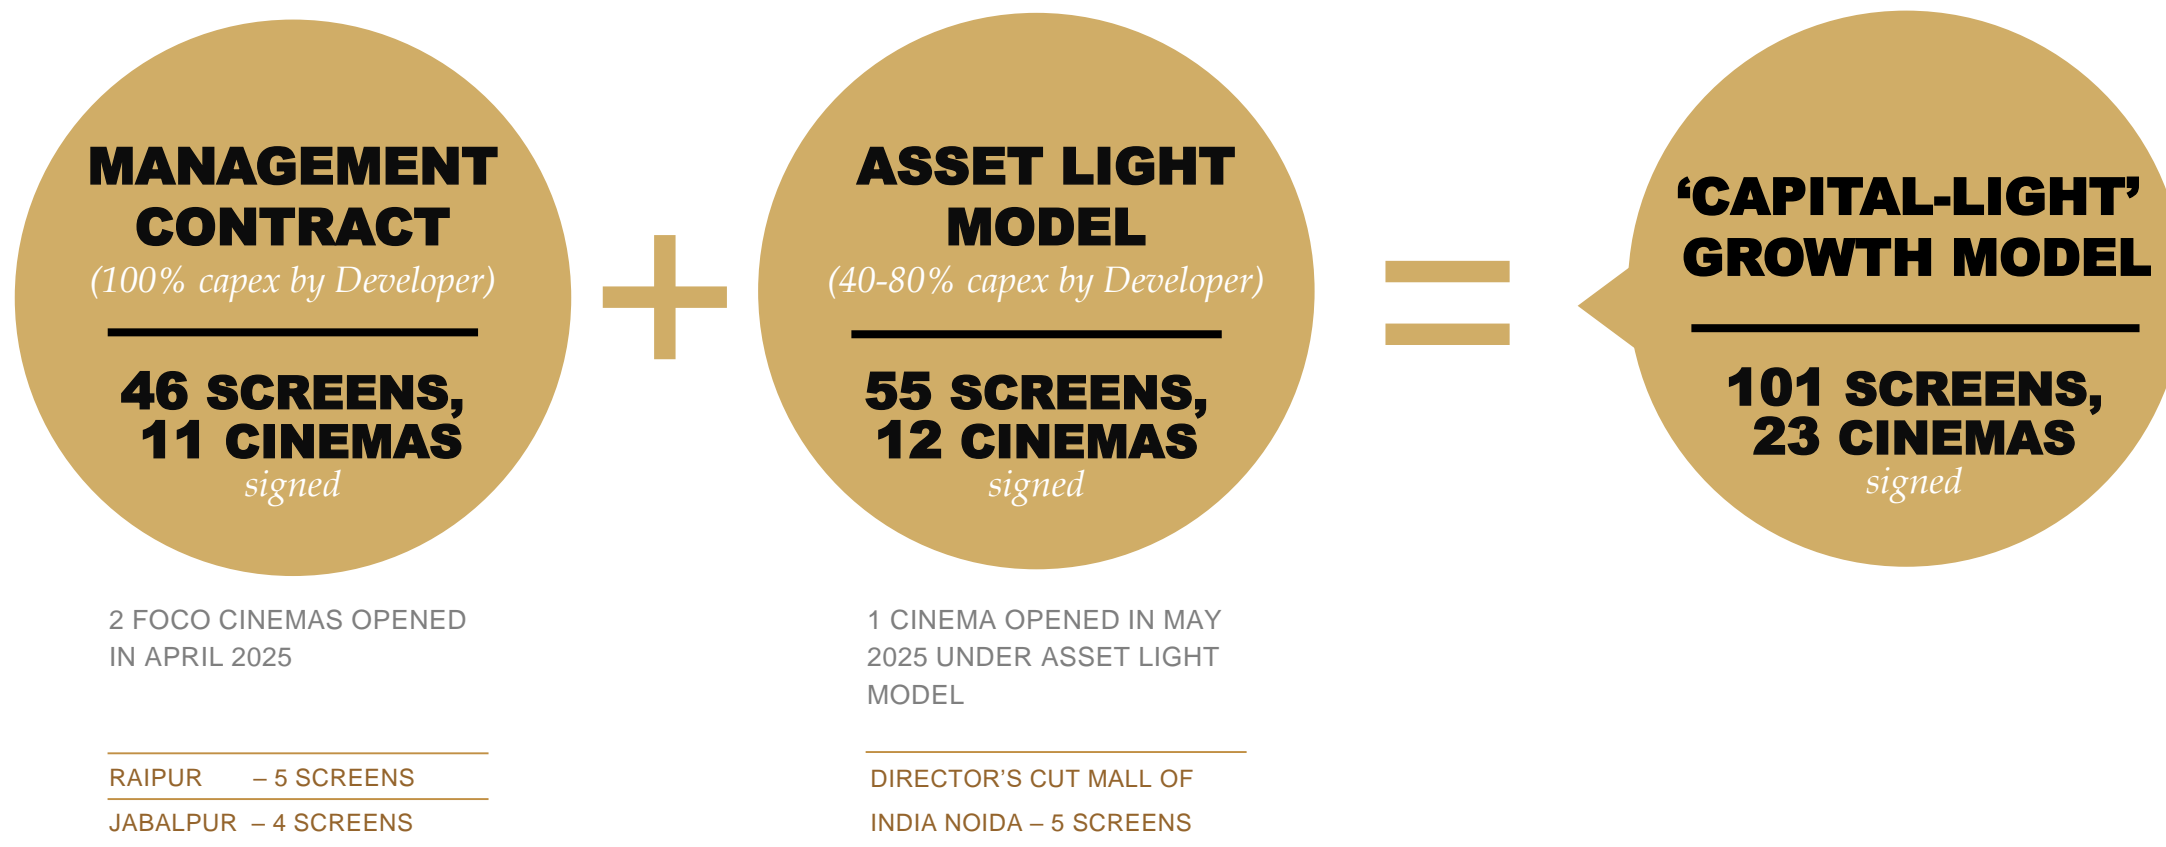 MANAGEMENT
CONTRACT
(100% capex by Developer)
46 SCREENS,
11 CINEMAS
signed
2 FOCO CINEMAS OPENED
IN APRIL 2025
RAIPUR – 5 SCREENS
JABALPUR – 4 SCREENS
+
ASSET LIGHT
MODEL
(40-80% capex by Developer)
55 SCREENS,
12 CINEMAS
signed
1 CINEMA OPENED IN MAY
2025 UNDER ASSET LIGHT
MODEL
DIRECTOR’S CUT MALL OF
INDIA NOIDA – 5 SCREENS
=
‘CAPITAL-LIGHT’
GROWTH MODEL
101 SCREENS,
23 CINEMAS
signed